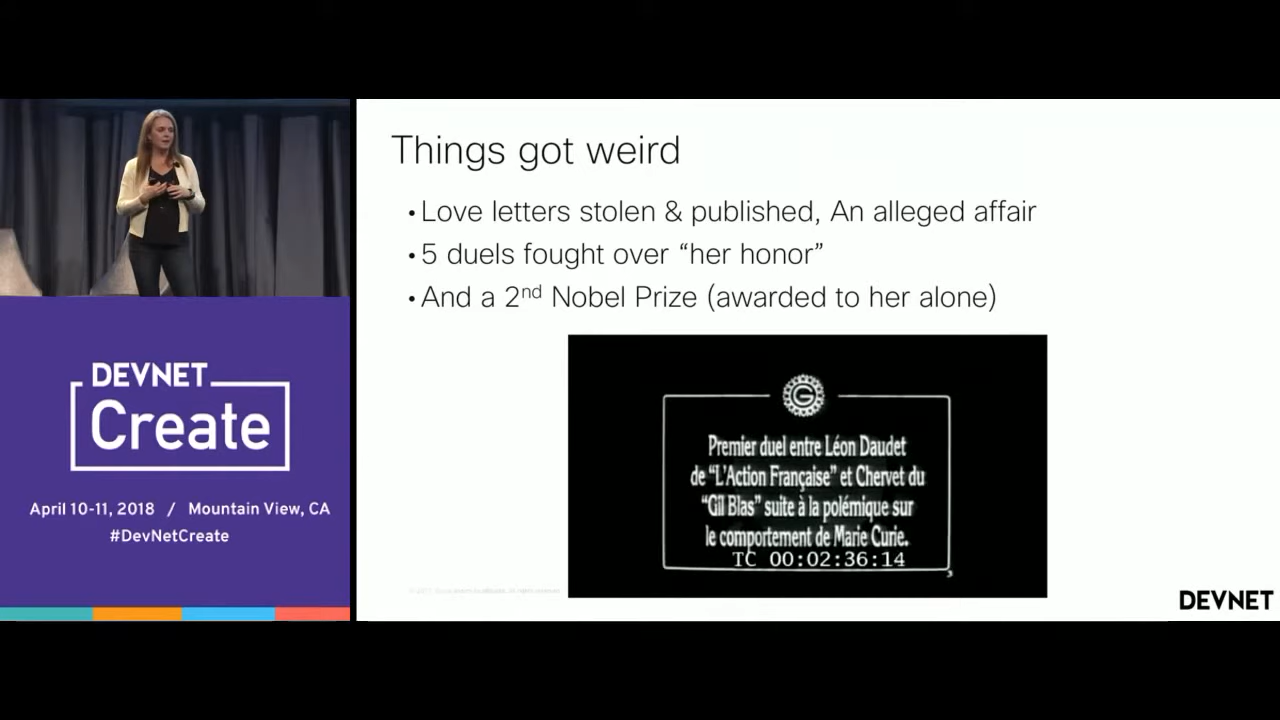 Things got weird
• Love letters stolen & published, An alleged affair
• 5 duels fought over “her honor”
• And a 2nd Nobel Prize (awarded to her alone)
G
Premier duel entre Léon Daudet
de "L'Action Française" et Chervet du
"Gil Blas" suite à la polémique sur
le comportement de Marie Curie.
TC 00:02:36:14
DEVNET
Create
April 10-11, 2018 / Mountain View, CA
#DevNetCreate
DEVNET